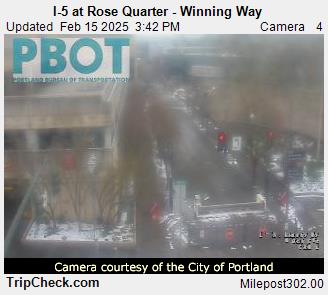 I-5 at Rose Quarter - Winning Way
Updated Feb 15 2025 3:42 PM Camera 4
PBOT
PORTLAND BUREAU OF TRANSPORTATION
Camera courtesy of the City of Portland
TripCheck.com Milepost302.00